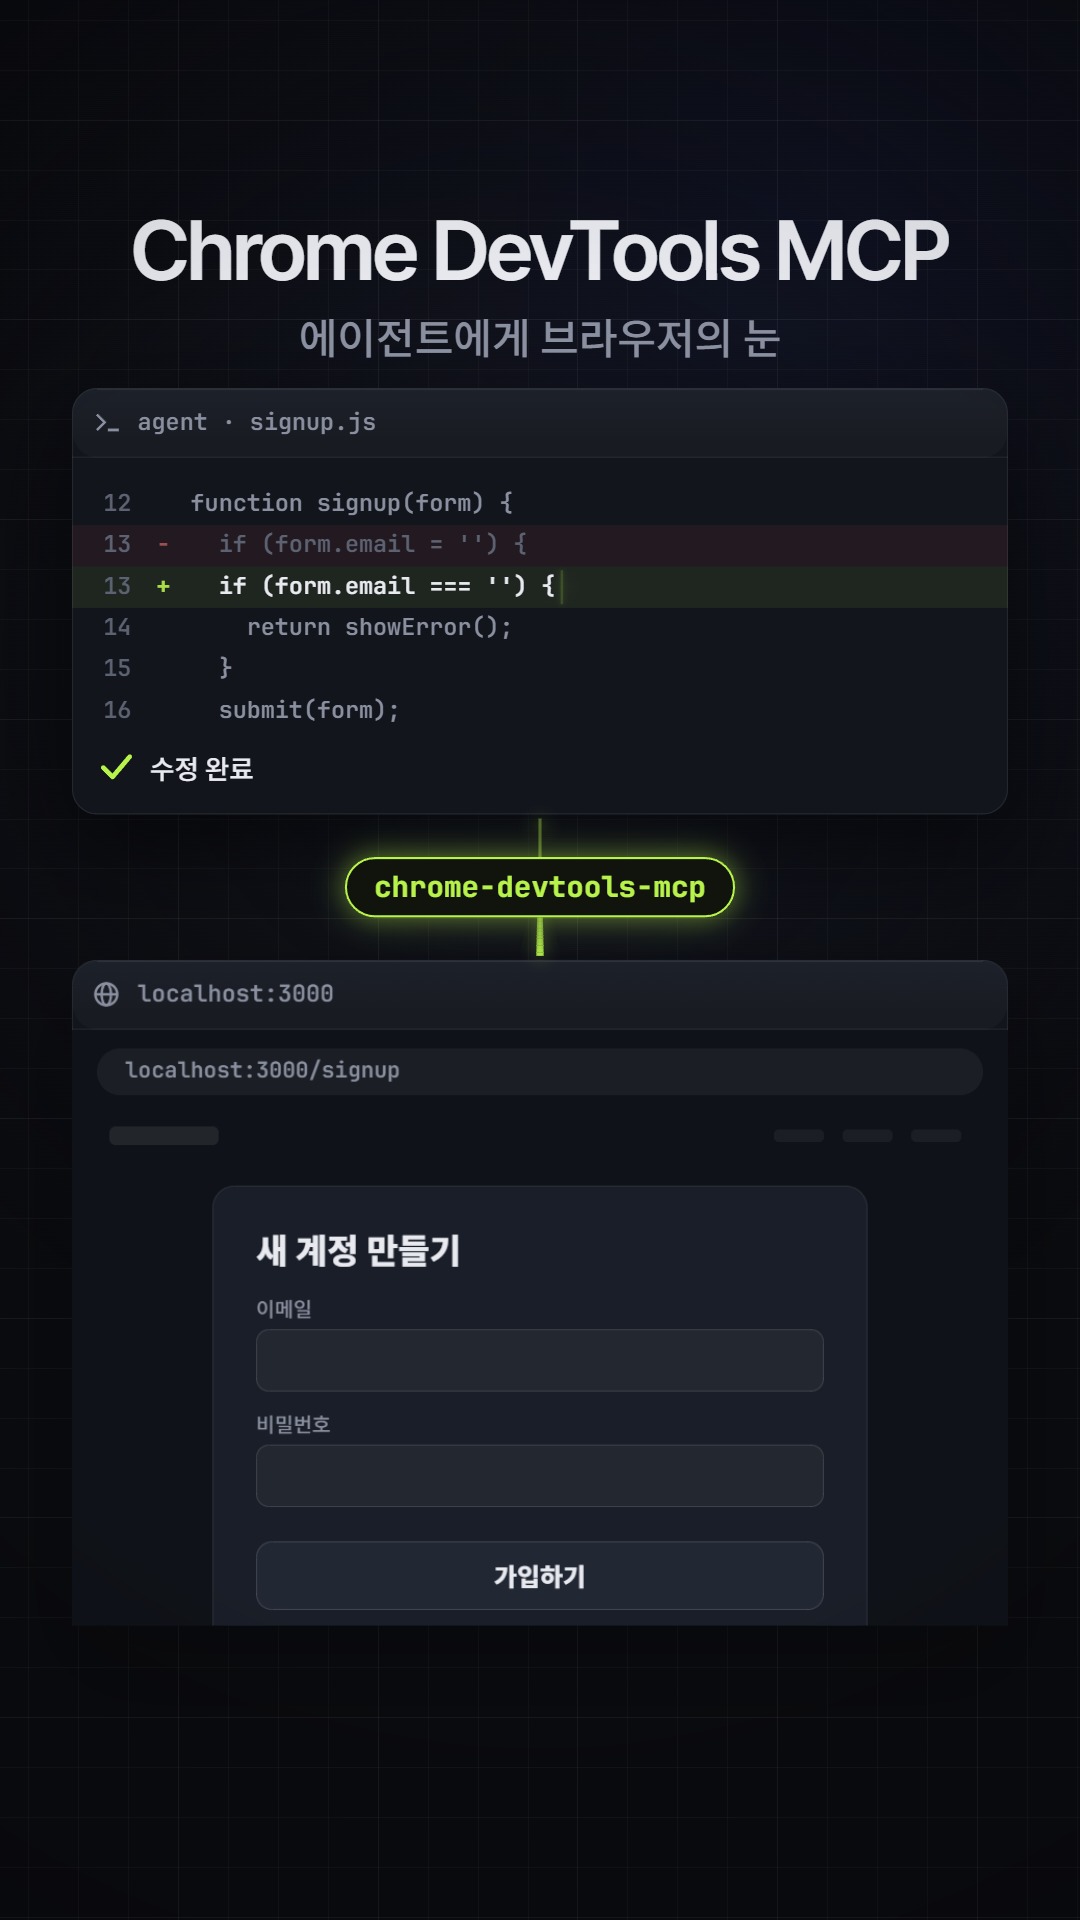 Chrome DevTools MCP
에이전트에게 브라우저의 눈
>_ agent · signup.js
12 function signup(form) {
13 - if (form.email = '') {
13 + if (form.email === '') {
14 return showError();
15 }
16 submit(form);
수정 완료
chrome-devtools-mcp
localhost:3000
localhost:3000/signup
새 계정 만들기
이메일
비밀번호
가입하기